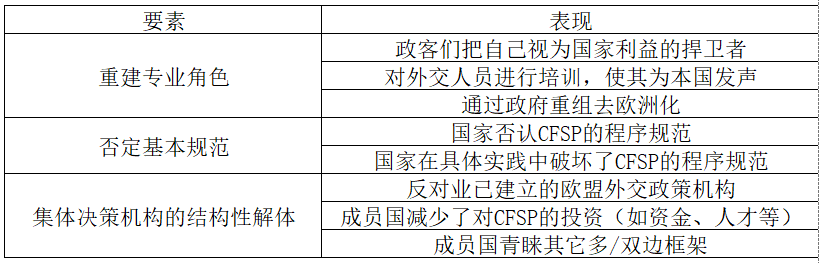 要素 表现
重建专业角色
政客们把自己视为国家利益的捍卫者
对外交人员进行培训，使其为本国发声
通过政府重组去欧洲化
否定基本规范
国家否认CFSP的程序规范
国家在具体实践中破坏了CFSP的程序规范
集体决策机构的结构性解体
反对业已建立的欧盟外交政策机构
成员国减少了对CFSP的投资（如资金、人才等）
成员国青睐其它多/双边框架